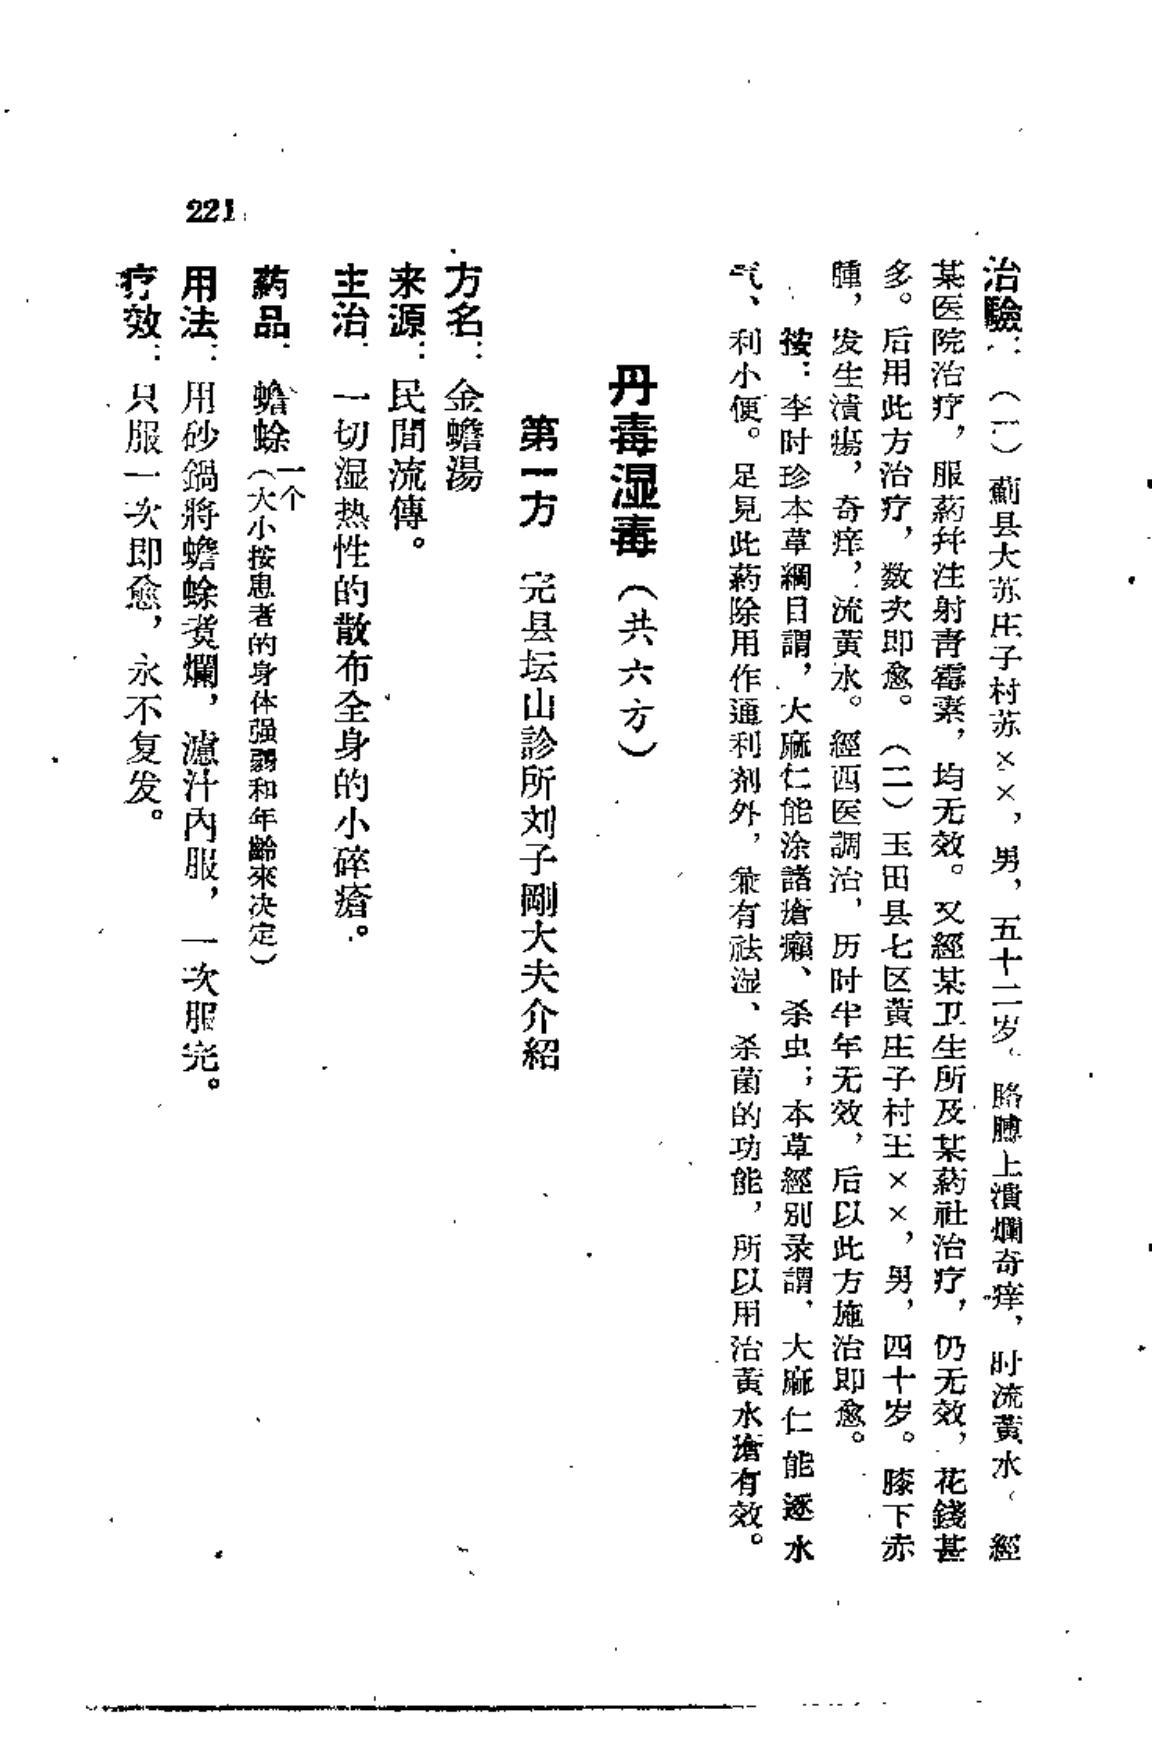 治驗：（一）薊县大苏庄子村苏××，男，五十二岁。胳膊上潰爛奇痒，时流黃水。經
某医院治疗，服葯幷注射青霉素，均无效。又經某卫生所及某葯社治疗，仍无效，花錢甚
多。后用此方治疗，数次即愈。（二）玉田县七区黃庄子村王××，男，四十岁。膝下赤
腫，发生潰瘍，奇痒，流黃水。經西医調治，历时半年无效，后以此方施治即愈。
按：李时珍本草綱目謂，大麻仁能涂諸瘡癩、杀虫；本草經別录謂，大麻仁能逐水
气、利小便。足見此葯除用作通利剂外，兼有祛湿、杀菌的功能，所以用治黃水瘡有效。
丹毒湿毒（共六方）
第一方　完县坛山診所刘子剛大夫介紹
方名：金蟾湯
来源：民間流傳。
主治：一切湿热性的散布全身的小碎瘡。
葯品：蟾蜍一个（大小按患者的身体强弱和年齡來决定）
用法：用砂鍋將蟾蜍煑爛，濾汁內服，一次服完。
疗效：只服一次即愈，永不复发。
221